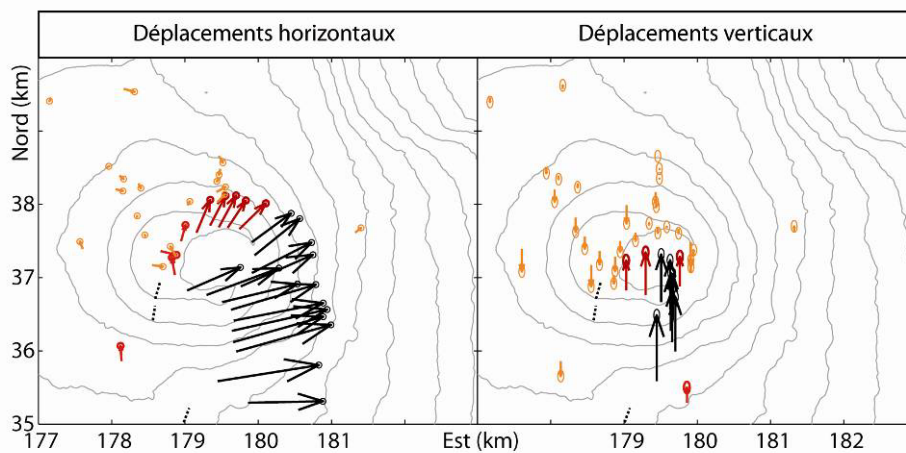 Déplacements horizontaux Déplacements verticaux
Nord (km)
38
37
36
35
177 178 179 180 181 Est (km) 179 180 181 182